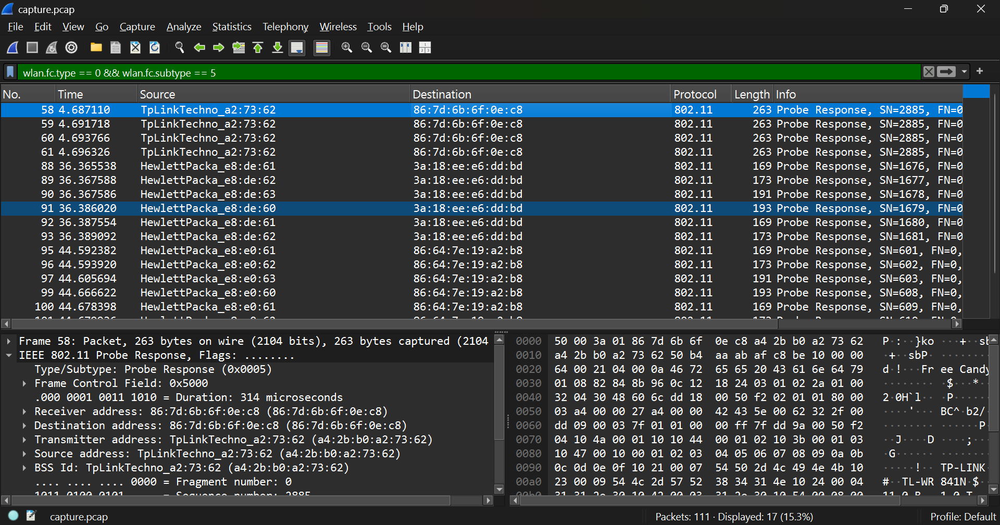 capture.pcap
File Edit View Go Capture Analyze Statistics Telephony Wireless Tools Help
wlan.fc.type == 0 && wlan.fc.subtype == 5
No. Time Source Destination Protocol Length Info
58 4.687110 TpLinkTechno_a2:73:62 86:7d:6b:6f:0e:c8 802.11 263 Probe Response, SN=2885, FN=0
59 4.691718 TpLinkTechno_a2:73:62 86:7d:6b:6f:0e:c8 802.11 263 Probe Response, SN=2885, FN=0
60 4.693766 TpLinkTechno_a2:73:62 86:7d:6b:6f:0e:c8 802.11 263 Probe Response, SN=2885, FN=0
61 4.696326 TpLinkTechno_a2:73:62 86:7d:6b:6f:0e:c8 802.11 263 Probe Response, SN=2885, FN=0
88 36.365538 HewlettPacka_e8:de:61 3a:18:ee:e6:dd:bd 802.11 169 Probe Response, SN=1676, FN=0
89 36.367588 HewlettPacka_e8:de:62 3a:18:ee:e6:dd:bd 802.11 173 Probe Response, SN=1677, FN=0
90 36.367586 HewlettPacka_e8:de:63 3a:18:ee:e6:dd:bd 802.11 191 Probe Response, SN=1678, FN=0
91 36.386020 HewlettPacka_e8:de:60 3a:18:ee:e6:dd:bd 802.11 193 Probe Response, SN=1679, FN=0
92 36.387554 HewlettPacka_e8:de:61 3a:18:ee:e6:dd:bd 802.11 169 Probe Response, SN=1680, FN=0
93 36.389092 HewlettPacka_e8:de:62 3a:18:ee:e6:dd:bd 802.11 173 Probe Response, SN=1681, FN=0
95 44.592382 HewlettPacka_e8:e0:61 86:64:7e:19:a2:b8 802.11 169 Probe Response, SN=601, FN=0,
96 44.593920 HewlettPacka_e8:e0:62 86:64:7e:19:a2:b8 802.11 173 Probe Response, SN=602, FN=0,
97 44.605694 HewlettPacka_e8:e0:63 86:64:7e:19:a2:b8 802.11 191 Probe Response, SN=603, FN=0,
99 44.666622 HewlettPacka_e8:e0:60 86:64:7e:19:a2:b8 802.11 193 Probe Response, SN=608, FN=0,
100 44.678398 HewlettPacka_e8:e0:61 86:64:7e:19:a2:b8 802.11 169 Probe Response, SN=609, FN=0,
Frame 58: Packet, 263 bytes on wire (2104 bits), 263 bytes captured (2104
IEEE 802.11 Probe Response, Flags: ........
Type/Subtype: Probe Response (0x0005)
Frame Control Field: 0x5000
.000 0001 0011 1010 = Duration: 314 microseconds
Receiver address: 86:7d:6b:6f:0e:c8 (86:7d:6b:6f:0e:c8)
Destination address: 86:7d:6b:6f:0e:c8 (86:7d:6b:6f:0e:c8)
Transmitter address: TpLinkTechno_a2:73:62 (a4:2b:b0:a2:73:62)
Source address: TpLinkTechno_a2:73:62 (a4:2b:b0:a2:73:62)
BSS Id: TpLinkTechno_a2:73:62 (a4:2b:b0:a2:73:62)
.... .... .... 0000 = Fragment number: 0
0000 50 00 3a 01 86 7d 6b 6f 0e c8 a4 2b b0 a2 73 62 P·:··}ko ···+··sb
0010 a4 2b b0 a2 73 62 50 b4 aa ab af c8 be 10 00 00 ·+··sbP· ········
0020 64 00 21 04 00 0a 46 72 65 65 20 43 61 6e 64 79 d·!···Fr ee Candy
0030 01 08 82 84 8b 96 0c 12 18 24 03 01 02 2a 01 00 ········ ·$···*··
0040 32 04 30 48 60 6c dd 18 00 50 f2 02 01 01 80 00 2·0H`l·· ·P······
0050 03 a4 00 00 27 a4 00 00 42 43 5e 00 62 32 2f 00 ····'··· BC^·b2/·
0060 dd 09 00 03 7f 01 01 00 00 ff 7f dd 9a 00 50 f2 ········ ······P
0070 04 10 4a 00 01 10 10 44 00 01 02 10 3b 00 01 03 ··J····D ····;···
0080 10 47 00 10 00 01 02 03 04 05 06 07 08 09 0a 0b ·G······ ········
0090 0c 0d 0e 0f 10 21 00 07 54 50 2d 4c 49 4e 4b 10 ·····!·· TP-LINK·
00a0 23 00 09 54 4c 2d 57 52 38 34 31 4e 10 24 00 04 #··TL-WR 841N·$··
capture.pcap
Packets: 111 · Displayed: 17 (15.3%)
Profile: Default